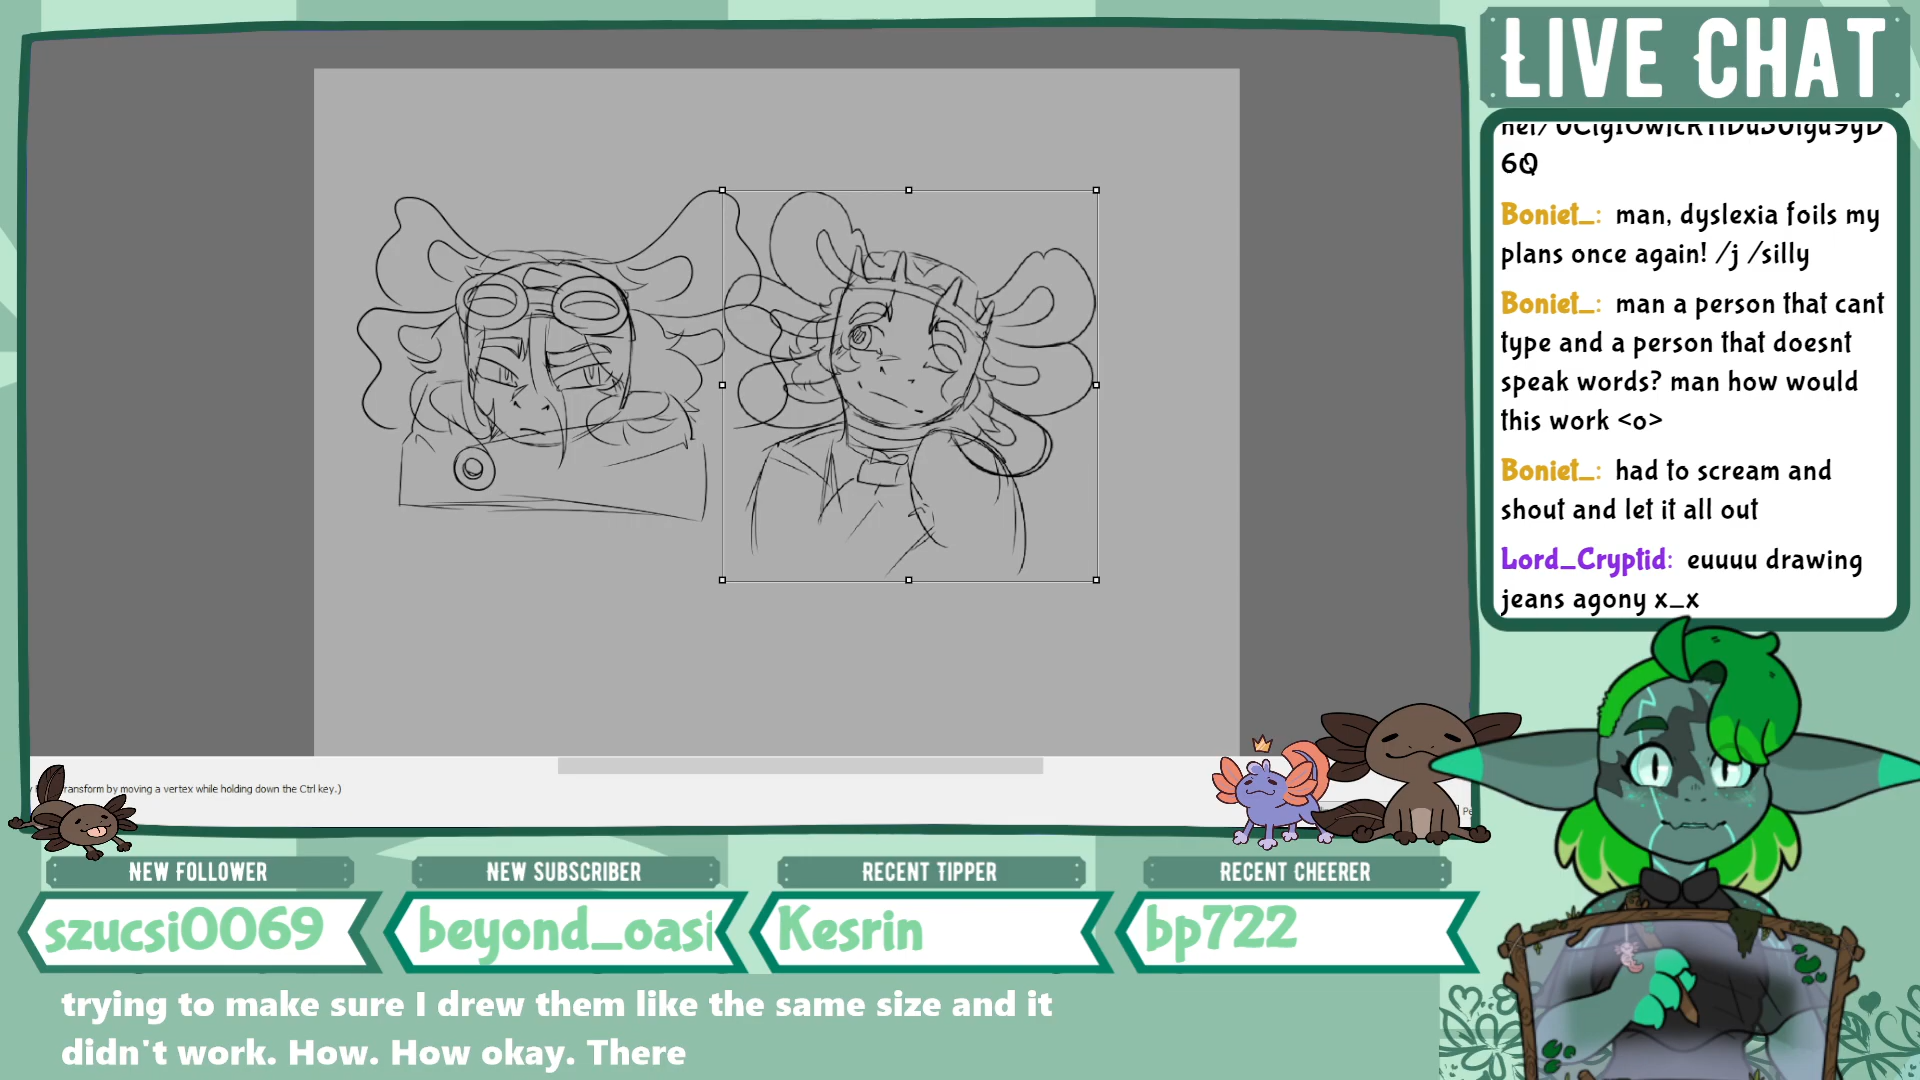 LIVE CHAT
6Q
Boniet_: man, dyslexia foils my
plans once again! /j /silly
Boniet_: man a person that cant
type and a person that doesnt
speak words? man how would
this work <o>
Boniet_: had to scream and
shout and let it all out
Lord_Cryptid: euuuu drawing
jeans agony x_x
transform by moving a vertex while holding down the Ctrl key.)
NEW FOLLOWER
NEW SUBSCRIBER
RECENT TIPPER
RECENT CHEERER
szucsi0069
beyond_oasi
Kesrin
bp722
trying to make sure I drew them like the same size and it
didn't work. How. How okay. There